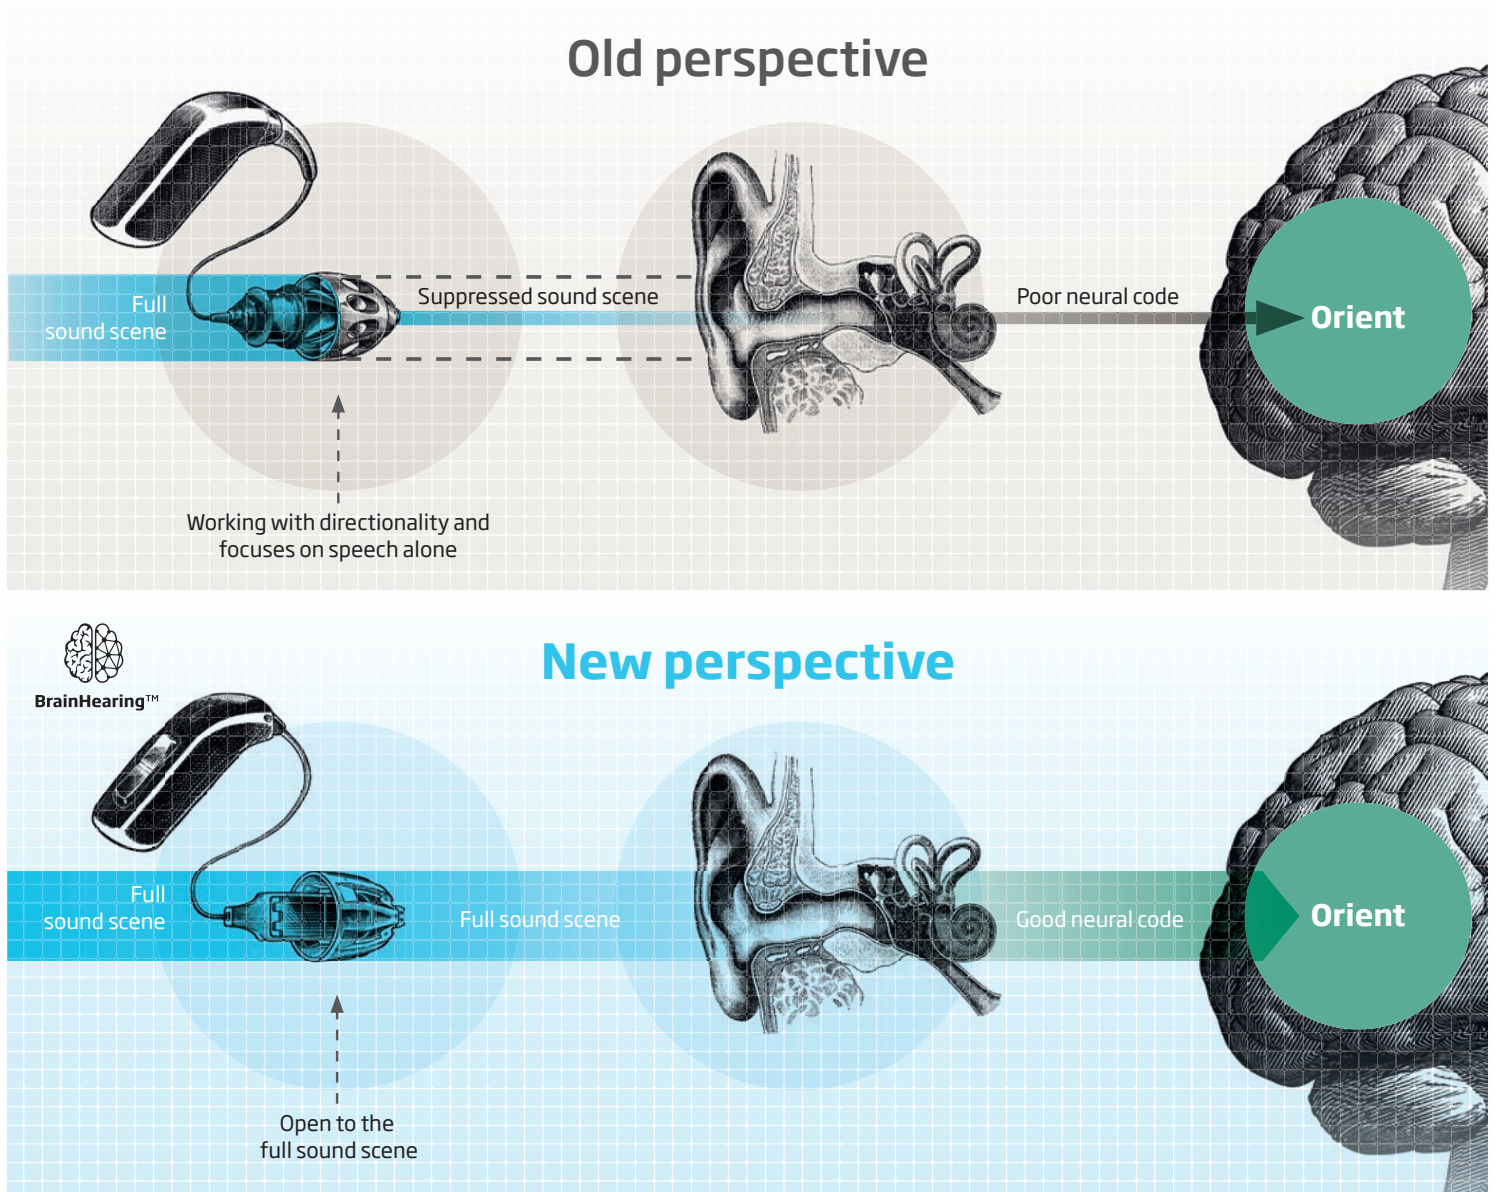 Old perspective
Full
sound scene
Suppressed sound scene
Poor neural code
Orient
Working with directionality and
focuses on speech alone
BrainHearing™
New perspective
Full
sound scene
Full sound scene
Good neural code
Orient
Open to the
full sound scene